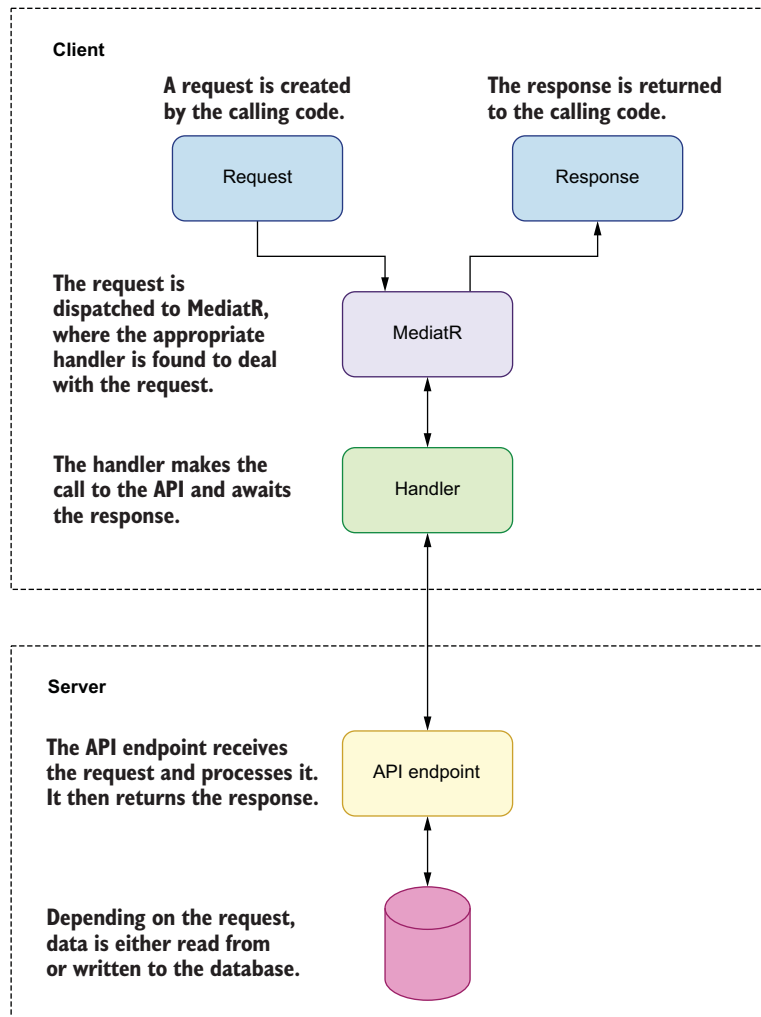 Client
A request is created
by the calling code.
The response is returned
to the calling code.
Request
Response
The request is
dispatched to MediatR,
where the appropriate
handler is found to deal
with the request.
MediatR
The handler makes the
call to the API and awaits
the response.
Handler
Server
The API endpoint receives
the request and processes it.
It then returns the response.
API endpoint
Depending on the request,
data is either read from
or written to the database.